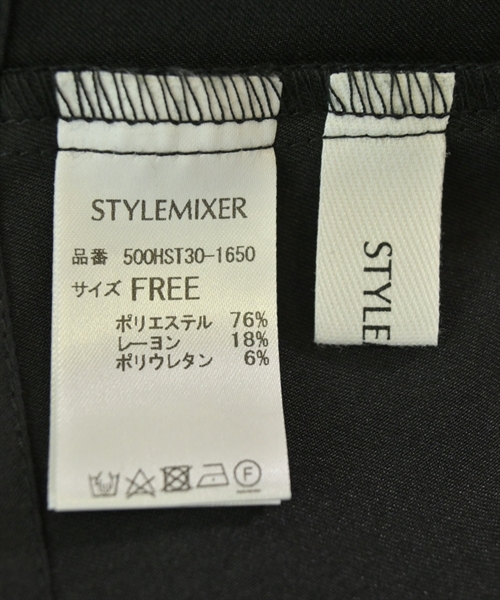 STYLEMIXER
品番 500HST30-1650
サイズ FREE
ポリエステル 76%
レーヨン 18%
ポリウレタン 6%
F
STYLE